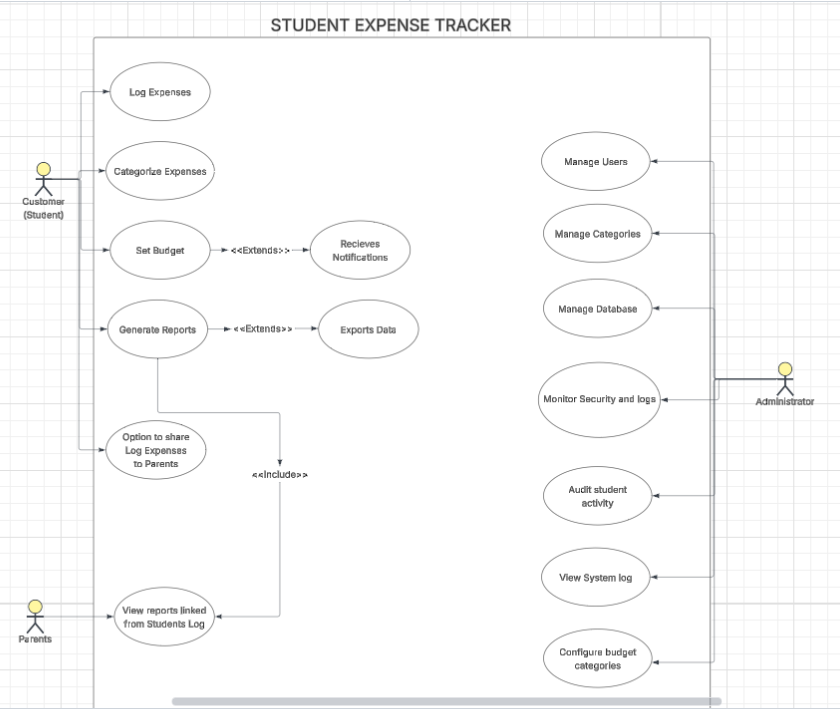 STUDENT EXPENSE TRACKER
Log Expenses
Categorize Expenses
Customer
(Student)
Set Budget
<<Extends>>
Recieves
Notifications
Generate Reports
<<Extends>>
Exports Data
Option to share
Log Expenses
to Parents
<<Include>>
View reports linked
from Students Log
Parents
Manage Users
Manage Categories
Manage Database
Monitor Security and logs
Administrator
Audit student
activity
View System log
Configure budget
categories